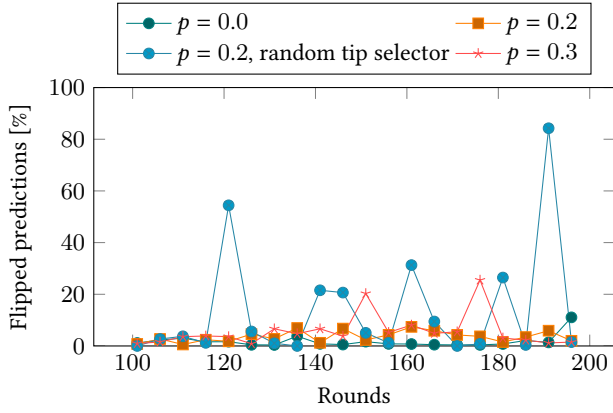 p = 0.0
p = 0.2
p = 0.2, random tip selector
p = 0.3
100
80
60
40
20
0
Flipped predictions [%]
100 120 140 160 180 200
Rounds